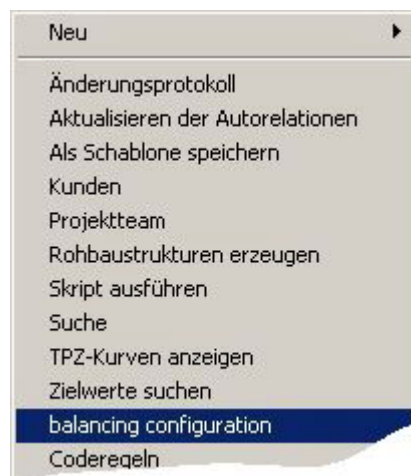 Neu
Änderungsprotokoll
Aktualisieren der Autorelationen
Als Schablone speichern
Kunden
Projektteam
Rohbaustrukturen erzeugen
Skript ausführen
Suche
TPZ-Kurven anzeigen
Zielwerte suchen
balancing configuration
Coderegeln